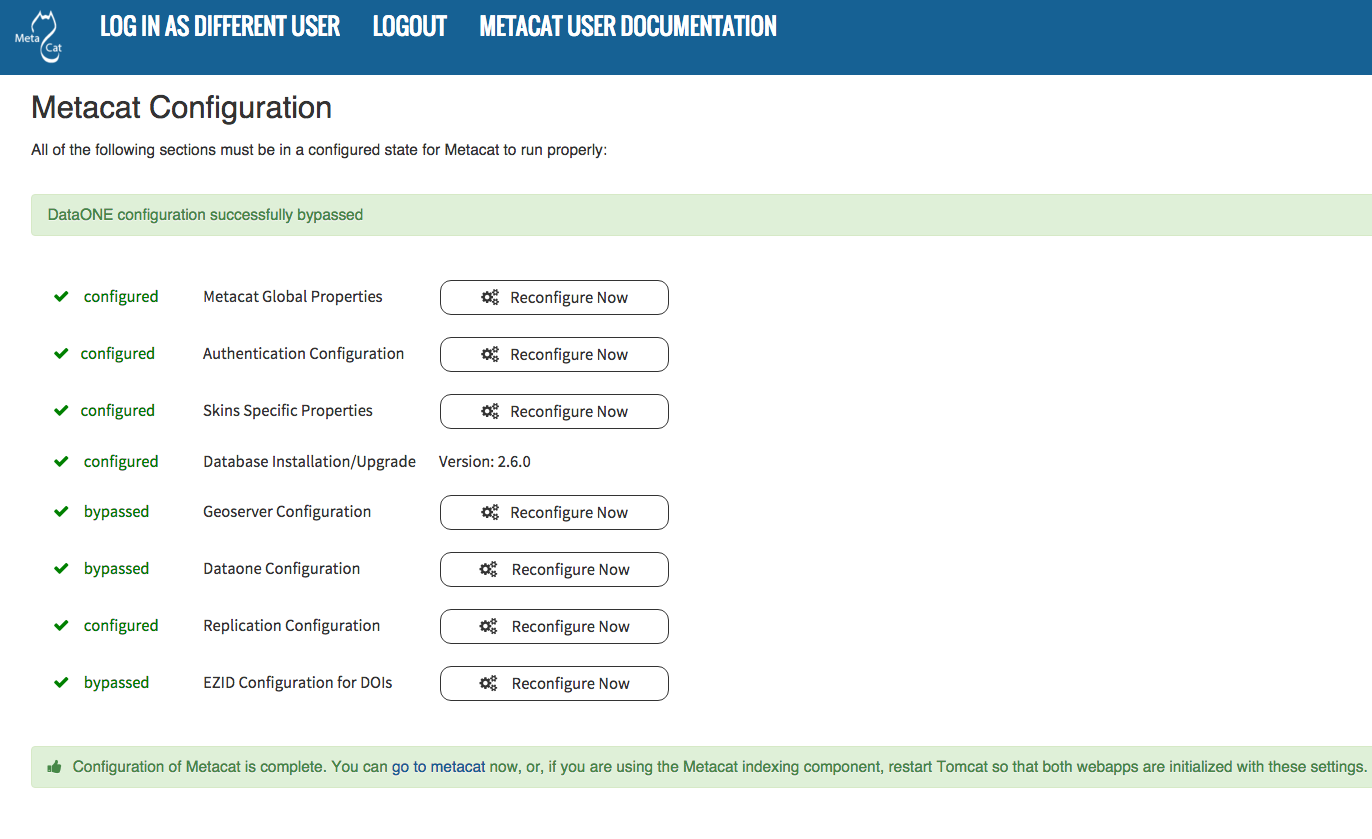 Meta Cat
LOG IN AS DIFFERENT USER LOGOUT METACAT USER DOCUMENTATION
Metacat Configuration
All of the following sections must be in a configured state for Metacat to run properly:
DataONE configuration successfully bypassed
configured Metacat Global Properties Reconfigure Now
configured Authentication Configuration Reconfigure Now
configured Skins Specific Properties Reconfigure Now
configured Database Installation/Upgrade Version: 2.6.0
bypassed Geoserver Configuration Reconfigure Now
bypassed Dataone Configuration Reconfigure Now
configured Replication Configuration Reconfigure Now
bypassed EZID Configuration for DOIs Reconfigure Now
Configuration of Metacat is complete. You can go to metacat now, or, if you are using the Metacat indexing component, restart Tomcat so that both webapps are initialized with these settings.